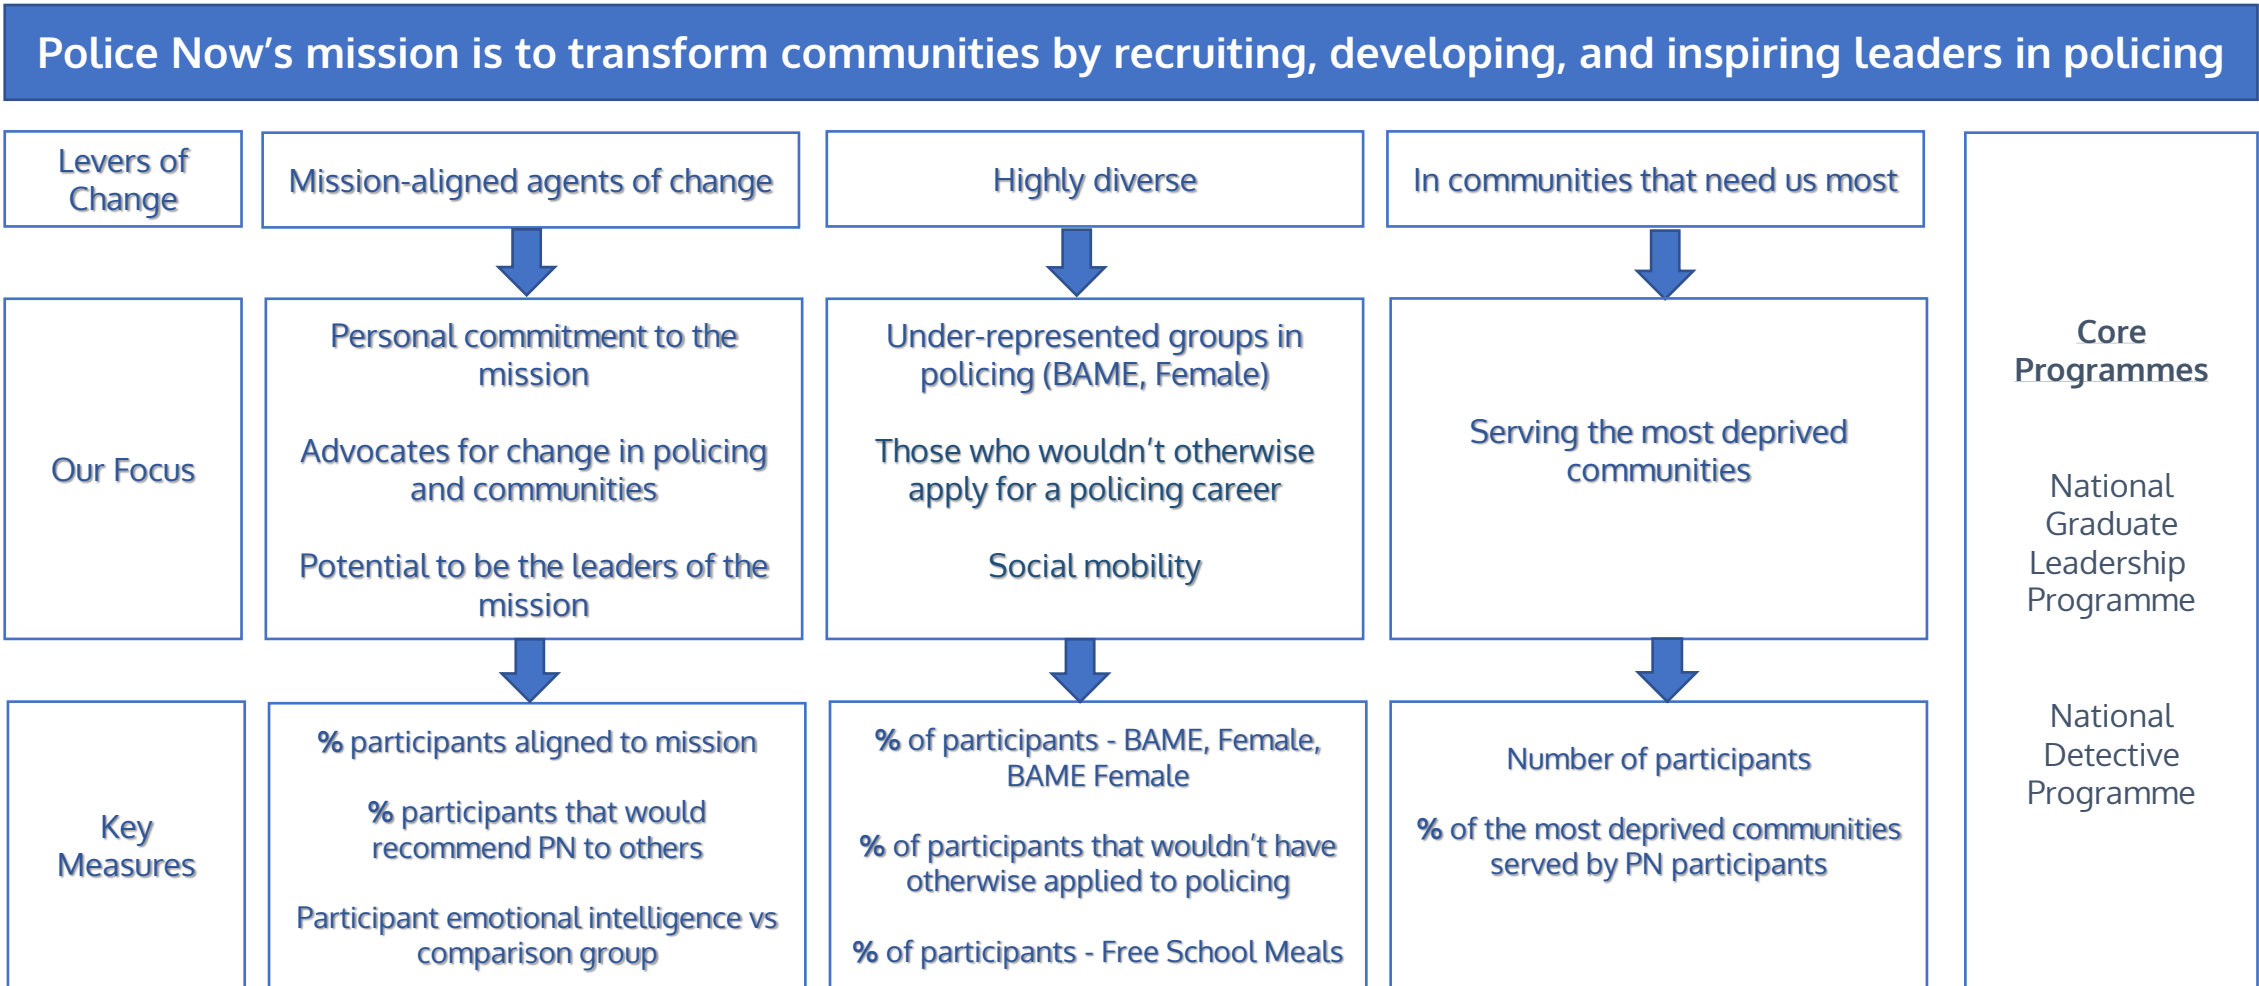 Police Now’s mission is to transform communities by recruiting, developing, and inspiring leaders in policing
Levers of
Change
Mission-aligned agents of change
Highly diverse
In communities that need us most
Our Focus
Personal commitment to the
mission
Advocates for change in policing
and communities
Potential to be the leaders of the
mission
Under-represented groups in
policing (BAME, Female)
Those who wouldn’t otherwise
apply for a policing career
Social mobility
Serving the most deprived
communities
Key
Measures
% participants aligned to mission
% participants that would
recommend PN to others
Participant emotional intelligence vs
comparison group
% of participants - BAME, Female,
BAME Female
% of participants that wouldn’t have
otherwise applied to policing
% of participants - Free School Meals
Number of participants
% of the most deprived communities
served by PN participants
Core
Programmes
National
Graduate
Leadership
Programme
National
Detective
Programme